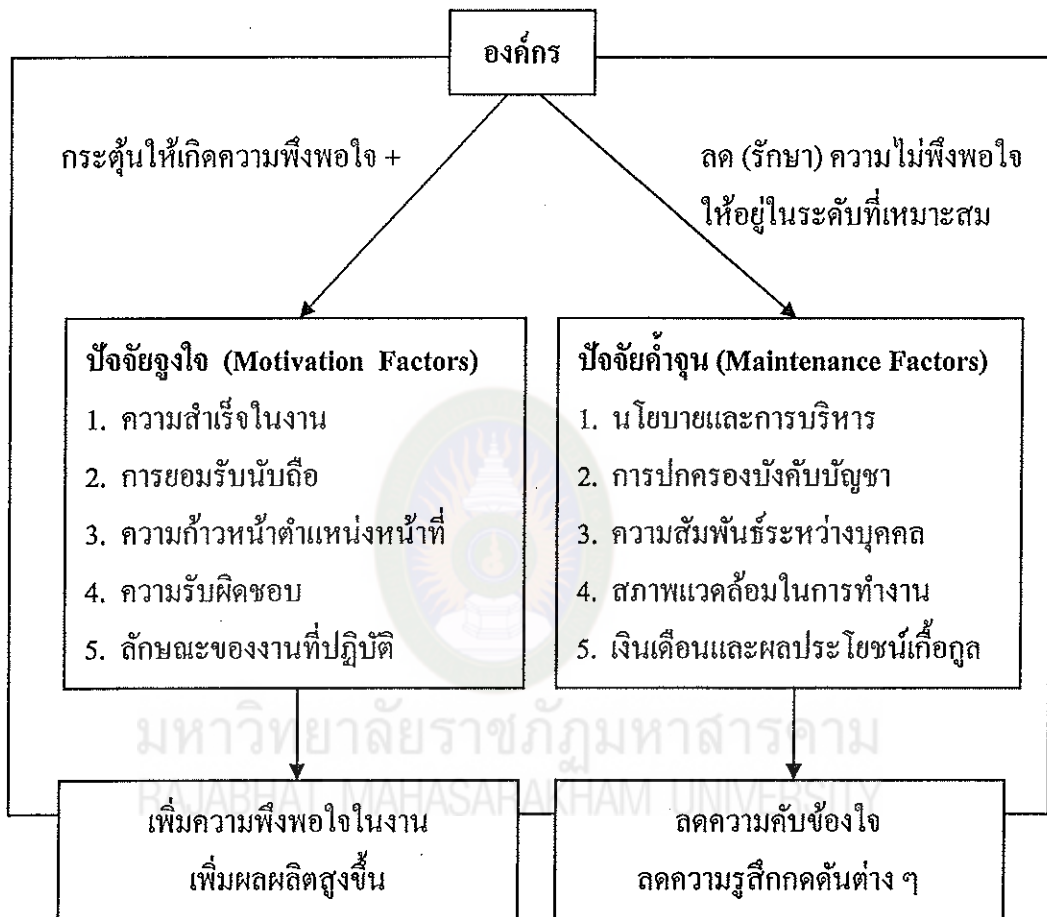 องค์กร
กระตุ้นให้เกิดความพึงพอใจ +
ลด (รักษา) ความไม่พึงพอใจ
ให้อยู่ในระดับที่เหมาะสม
ปัจจัยจูงใจ (Motivation Factors)
1. ความสำเร็จในงาน
2. การยอมรับนับถือ
3. ความก้าวหน้าตำแหน่งหน้าที่
4. ความรับผิดชอบ
5. ลักษณะของงานที่ปฏิบัติ
ปัจจัยค้ำจุน (Maintenance Factors)
1. นโยบายและการบริหาร
2. การปกครองบังคับบัญชา
3. ความสัมพันธ์ระหว่างบุคคล
4. สภาพแวดล้อมในการทำงาน
5. เงินเดือนและผลประโยชน์เกื้อกูล
มหาวิทยาลัยราชภัฏมหาสารคาม
RAJABHAT MAHASARAKHAM UNIVERSITY
เพิ่มความพึงพอใจในงาน
เพิ่มผลผลิตสูงขึ้น
ลดความคับข้องใจ
ลดความรู้สึกกดดันต่าง ๆ